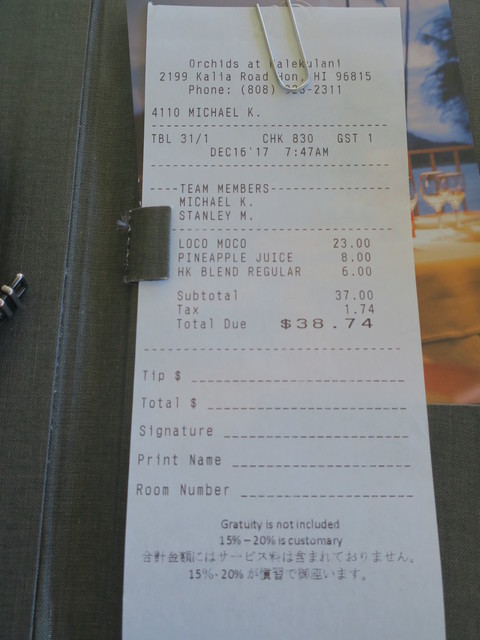 Orchids at Halekulani
2199 Kalia Road Hon, HI 96815
Phone: (808) 923-2311
4110 MICHAEL K.
TBL 31/1 CHK 830 GST 1
DEC16'17 7:47AM
----TEAM MEMBERS----
MICHAEL K.
STANLEY M.
LOCO MOCO 23.00
PINEAPPLE JUICE 8.00
HK BLEND REGULAR 6.00
Subtotal 37.00
Tax 1.74
Total Due $38.74
Tip $
Total $
Signature
Print Name
Room Number
Gratuity is not included
15% – 20% is customary
合計金額にはサービス料は含まれておりません。
15%-20%が慣習で御座います。